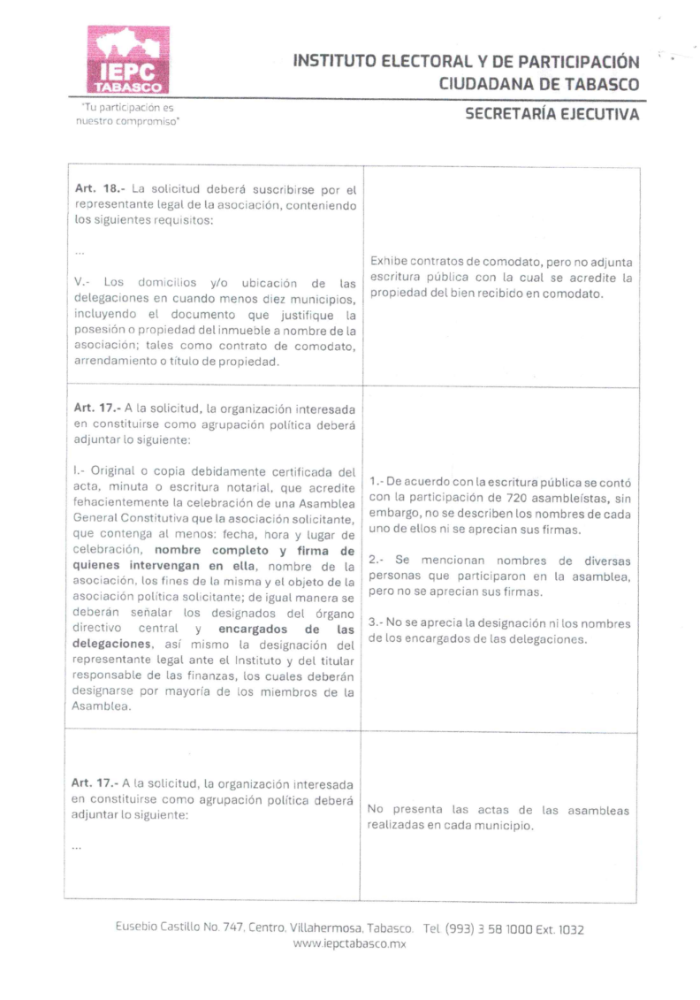 IEPC
TABASCO
"Tu participación es
nuestro compromiso"
INSTITUTO ELECTORAL Y DE PARTICIPACIÓN
CIUDADANA DE TABASCO
SECRETARÍA EJECUTIVA
Art. 18.- La solicitud deberá suscribirse por el
representante legal de la asociación, conteniendo
los siguientes requisitos:
...
V.- Los domicilios y/o ubicación de las
delegaciones en cuando menos diez municipios,
incluyendo el documento que justifique la
posesión o propiedad del inmueble a nombre de la
asociación; tales como contrato de comodato,
arrendamiento o título de propiedad.
Exhibe contratos de comodato, pero no adjunta
escritura pública con la cual se acredite la
propiedad del bien recibido en comodato.
Art. 17.- A la solicitud, la organización interesada
en constituirse como agrupación política deberá
adjuntar lo siguiente:
I.- Original o copia debidamente certificada del
acta, minuta o escritura notarial, que acredite
fehacientemente la celebración de una Asamblea
General Constitutiva que la asociación solicitante,
que contenga al menos: fecha, hora y lugar de
celebración, nombre completo y firma de
quienes intervengan en ella, nombre de la
asociación, los fines de la misma y el objeto de la
asociación política solicitante; de igual manera se
deberán señalar los designados del órgano
directivo central y encargados de las
delegaciones, así mismo la designación del
representante legal ante el Instituto y del titular
responsable de las finanzas, los cuales deberán
designarse por mayoría de los miembros de la
Asamblea.
1.- De acuerdo con la escritura pública se contó
con la participación de 720 asambleístas, sin
embargo, no se describen los nombres de cada
uno de ellos ni se aprecian sus firmas.
2.- Se mencionan nombres de diversas
personas que participaron en la asamblea,
pero no se aprecian sus firmas.
3.- No se aprecia la designación ni los nombres
de los encargados de las delegaciones.
Art. 17.- A la solicitud, la organización interesada
en constituirse como agrupación política deberá
adjuntar lo siguiente:
...
No presenta las actas de las asambleas
realizadas en cada municipio.
Eusebio Castillo No. 747, Centro, Villahermosa, Tabasco. Tel. (993) 3 58 1000 Ext. 1032
www.iepctabasco.mx